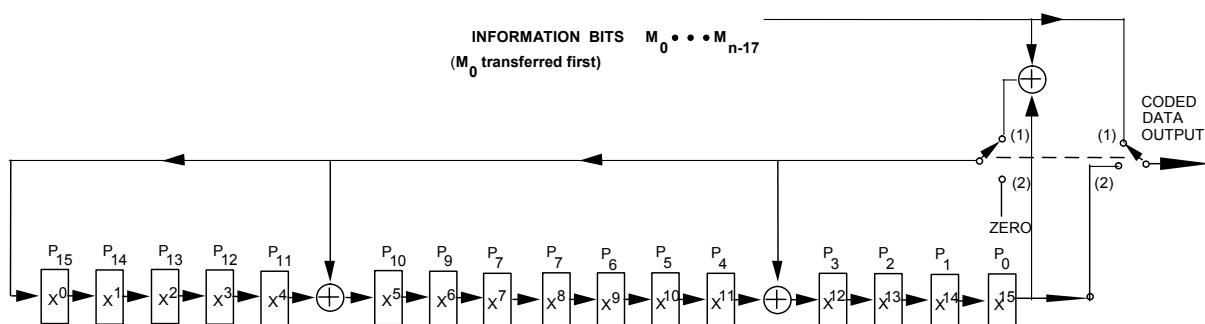 INFORMATION BITS M0 • • • Mn-17
(M0 transferred first)
CODED
DATA
OUTPUT
(1) (1)
(2) (2)
ZERO
P15 P14 P13 P12 P11 P10 P9 P7 P7 P6 P5 P4 P3 P2 P1 P0
X0 X1 X2 X3 X4 X5 X6 X7 X8 X9 X10 X11 X12 X13 X14 X15